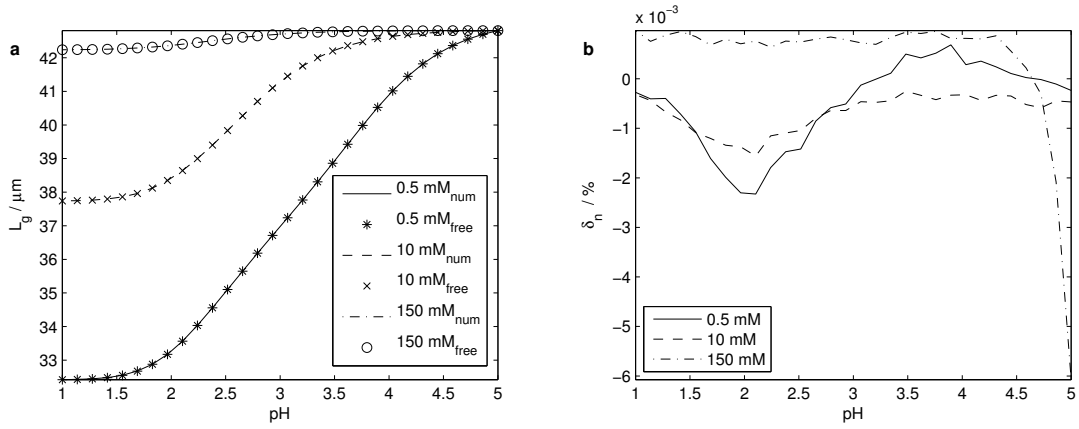 a
42
41
40
39
38
37
36
35
34
33
L_g / μm
1
1.5
2
2.5
3
3.5
4
4.5
5
pH
0.5 mM_num
0.5 mM_free
10 mM_num
10 mM_free
150 mM_num
150 mM_free
x 10^-3
b
0
−1
−2
−3
−4
−5
−6
δ_n / %
1
1.5
2
2.5
3
3.5
4
4.5
5
pH
0.5 mM
10 mM
150 mM